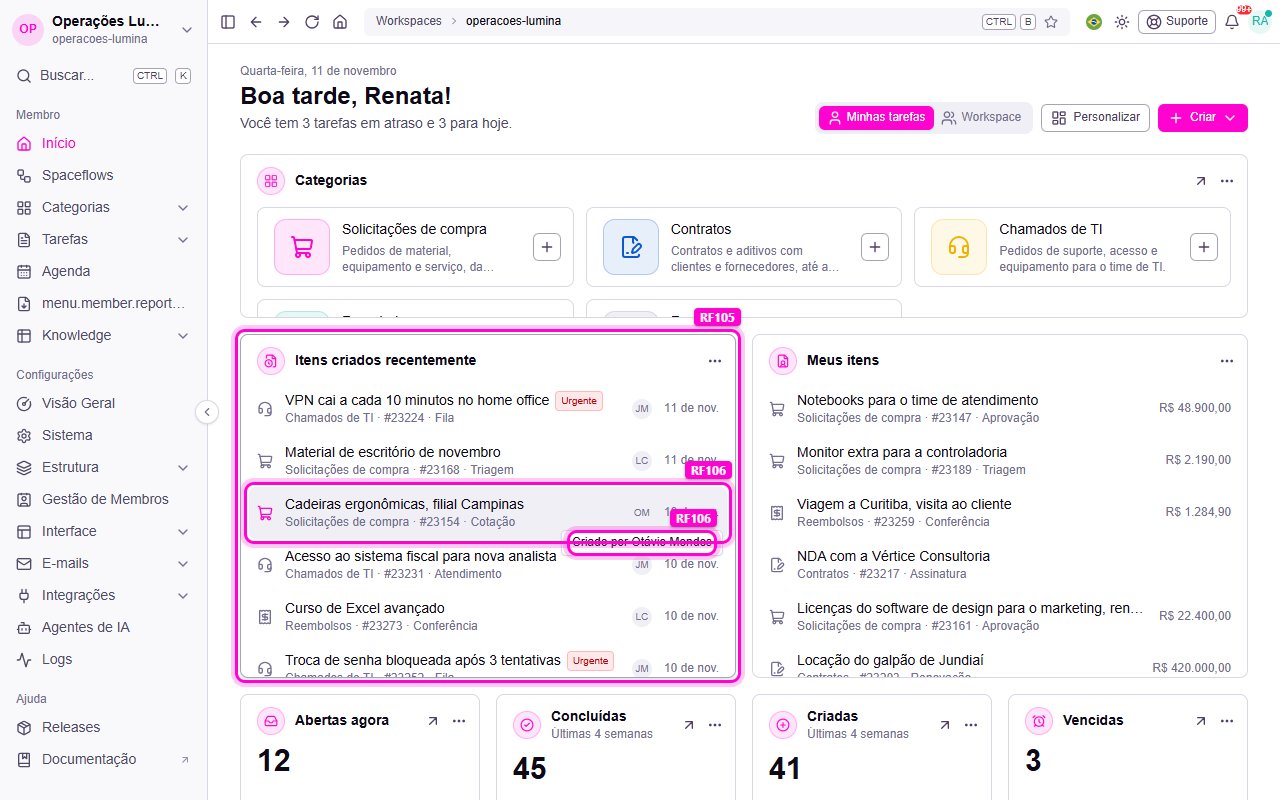 OP
Operações Lu...
operacoes-lumina
Workspaces
operacoes-lumina
CTRL
B
Suporte
99+
RA
Buscar...
CTRL
K
Membro
Início
Spaceflows
Categorias
Tarefas
Agenda
menu.member.report...
Knowledge
Configurações
Visão Geral
Sistema
Estrutura
Gestão de Membros
Interface
E-mails
Integrações
Agentes de IA
Logs
Ajuda
Releases
Documentação
Quarta-feira, 11 de novembro
Boa tarde, Renata!
Você tem 3 tarefas em atraso e 3 para hoje.
Minhas tarefas
Workspace
Personalizar
Criar
Categorias
Solicitações de compra
Pedidos de material,
equipamento e serviço, da...
Contratos
Contratos e aditivos com
clientes e fornecedores, até a...
Chamados de TI
Pedidos de suporte, acesso e
equipamento para o time de TI.
RF105
Itens criados recentemente
VPN cai a cada 10 minutos no home office
Urgente
Chamados de TI · #23224 · Fila
JM
11 de nov.
Material de escritório de novembro
Solicitações de compra · #23168 · Triagem
LC
11 de nov.
RF106
Cadeiras ergonômicas, filial Campinas
Solicitações de compra · #23154 · Cotação
OM
RF106
Criado por Otávio Mendes
Acesso ao sistema fiscal para nova analista
Chamados de TI · #23231 · Atendimento
JM
10 de nov.
Curso de Excel avançado
Reembolsos · #23273 · Conferência
LC
10 de nov.
Troca de senha bloqueada após 3 tentativas
Urgente
Chamados de TI · #23252 · Fila
JM
10 de nov.
Meus itens
Notebooks para o time de atendimento
Solicitações de compra · #23147 · Aprovação
R$ 48.900,00
Monitor extra para a controladoria
Solicitações de compra · #23189 · Triagem
R$ 2.190,00
Viagem a Curitiba, visita ao cliente
Reembolsos · #23259 · Conferência
R$ 1.284,90
NDA com a Vértice Consultoria
Contratos · #23217 · Assinatura
Licenças do software de design para o marketing, ren...
Solicitações de compra · #23161 · Aprovação
R$ 22.400,00
Locação do galpão de Jundiaí
Contratos · #23203 · Renovação
R$ 420.000,00
Abertas agora
12
Concluídas
Últimas 4 semanas
45
Criadas
Últimas 4 semanas
41
Vencidas
3